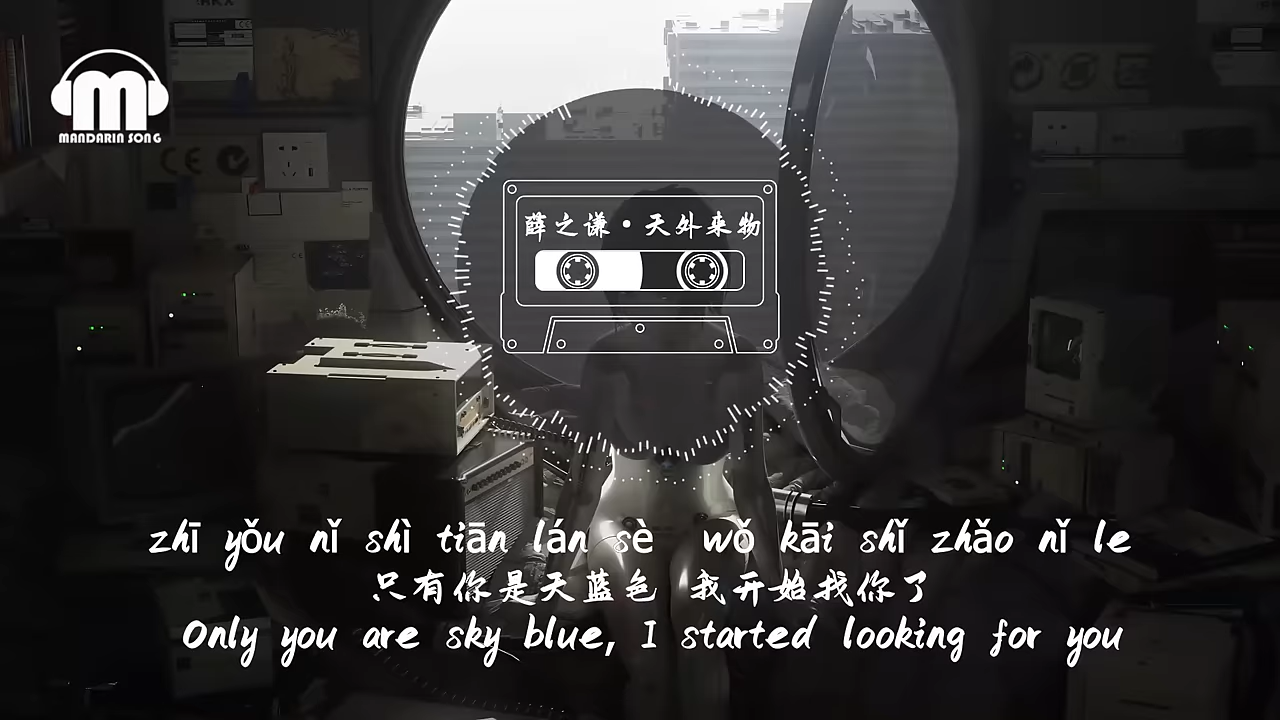 MANDARIN SONG
CE
薛之谦·天外来物
zhī yǒu nǐ shì tiān lán sè wǒ kāi shǐ zhǎo nǐ le
只有你是天蓝色 我开始找你了
Only you are sky blue, I started looking for you